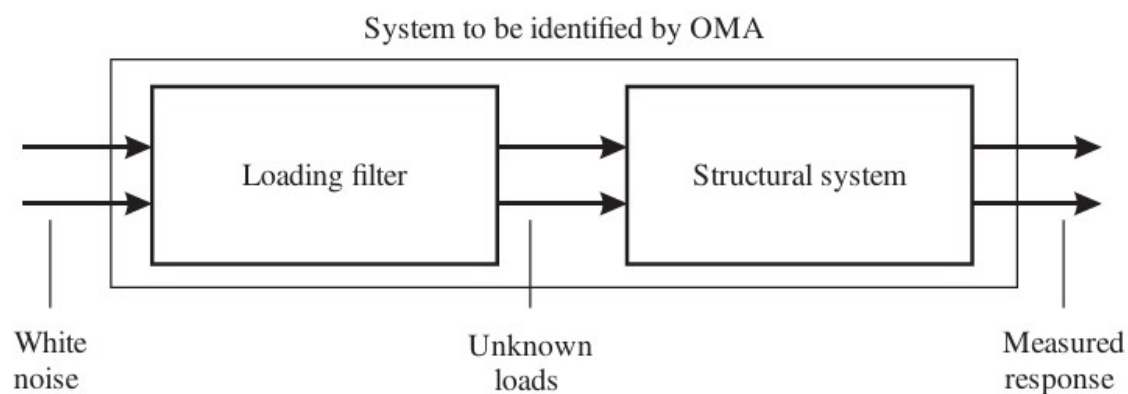 System to be identified by OMA
Loading filter
Structural system
White
noise
Unknown
loads
Measured
response